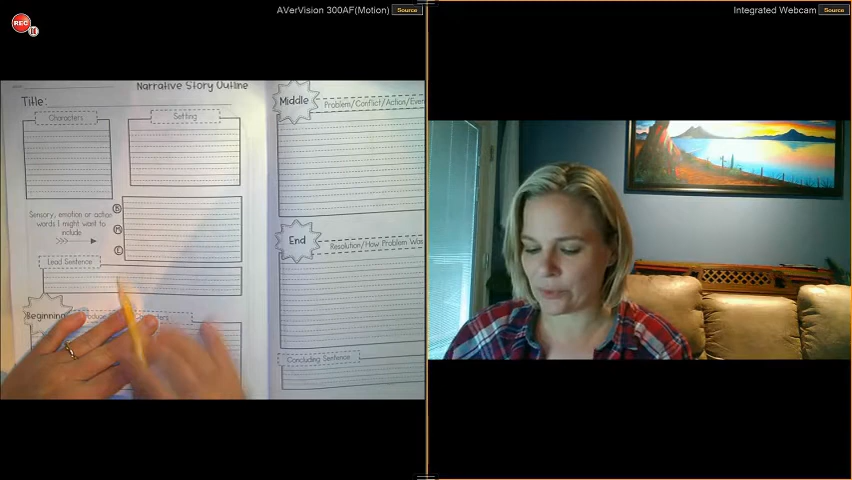 AVerVision 300AF(Motion)
Source
Integrated Webcam
Source
REC
Narrative Story Outline
Title:
Characters
Setting
Sensory, emotion or action
words I might want to
include
B
M
E
Lead Sentence
Beginning
Middle
Problem/Conflict/Action/Even
End
Resolution/How Problem Was
Concluding Sentence